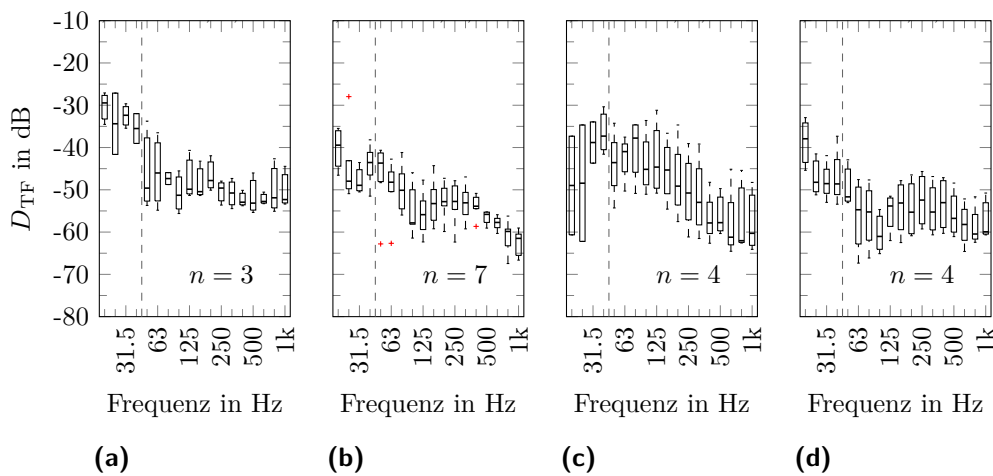 -10
-20
-30
-40
-50
-60
-70
-80
D_TF in dB
n = 3
31.5
63
125
250
500
1k
Frequenz in Hz
(a)
n = 7
31.5
63
125
250
500
1k
Frequenz in Hz
(b)
n = 4
31.5
63
125
250
500
1k
Frequenz in Hz
(c)
n = 4
31.5
63
125
250
500
1k
Frequenz in Hz
(d)